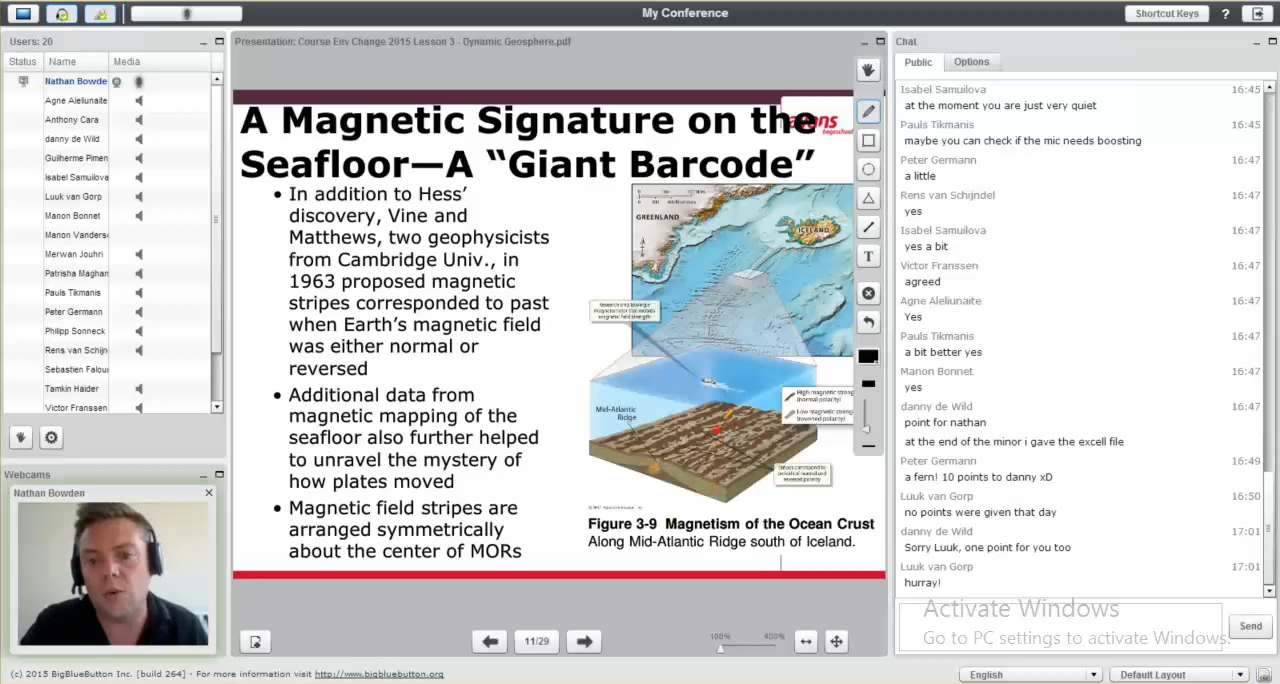 My Conference
Shortcut Keys
?
Users: 20
Status Name Media
Nathan Bowde
Agne Aleliunaite
Anthony Cara
danny de Wild
Guilherme Pimen
Isabel Samuilova
Luuk van Gorp
Manon Bonnet
Manon Vanderse
Merwan Jouhri
Patrisha Maghan
Pauls Tikmanis
Peter Germann
Philipp Sonneck
Rens van Schijn
Sebastien Falou
Tamkin Haider
Victor Franssen
Webcams
Nathan Bowden
Presentation: Course Env Change 2015 Lesson 3 - Dynamic Geosphere.pdf
A Magnetic Signature on the
Seafloor—A “Giant Barcode”
hogeschool
• In addition to Hess’
discovery, Vine and
Matthews, two geophysicists
from Cambridge Univ., in
1963 proposed magnetic
stripes corresponded to past
when Earth’s magnetic field
was either normal or
reversed
• Additional data from
magnetic mapping of the
seafloor also further helped
to unravel the mystery of
how plates moved
• Magnetic field stripes are
arranged symmetrically
about the center of MORs
GREENLAND
ICELAND
Mid-Atlantic
Ridge
High magnetic streng
(normal polarity)
Low magnetic streng
(reversed polarity)
Figure 3-9 Magnetism of the Ocean Crust
Along Mid-Atlantic Ridge south of Iceland.
T
11/29
100% 400%
Chat
Public Options
Isabel Samuilova 16:45
at the moment you are just very quiet
Pauls Tikmanis 16:45
maybe you can check if the mic needs boosting
Peter Germann 16:47
a little
Rens van Schijndel 16:47
yes
Isabel Samuilova 16:47
yes a bit
Victor Franssen 16:47
agreed
Agne Aleliunaite 16:47
Yes
Pauls Tikmanis 16:47
a bit better yes
Manon Bonnet 16:47
yes
danny de Wild 16:47
point for nathan
at the end of the minor i gave the excell file
Peter Germann 16:49
a fern! 10 points to danny xD
Luuk van Gorp 16:50
no points were given that day
danny de Wild 17:01
Sorry Luuk, one point for you too
Luuk van Gorp 17:01
hurray!
Activate Windows
Go to PC settings to activate Windows.
Send
(c) 2015 BigBlueButton Inc. [build 264] - For more information visit http://www.bigbluebutton.org
English
Default Layout